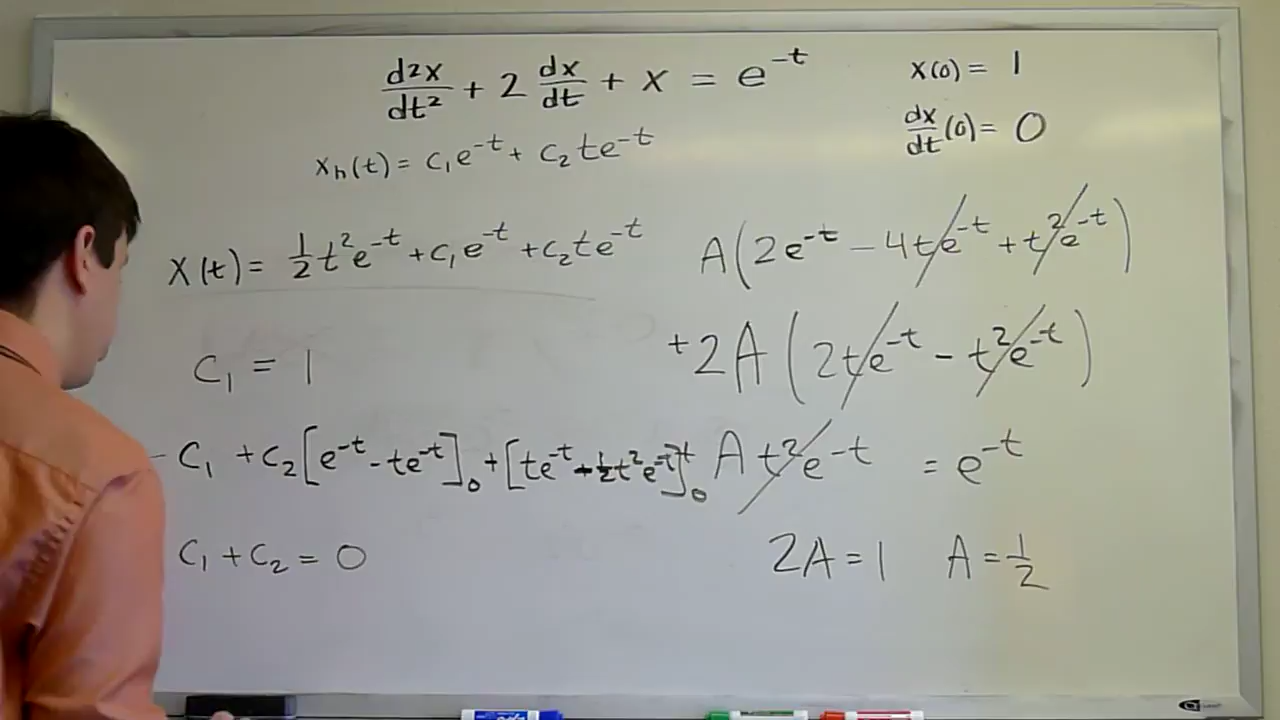 d²x/dt² + 2 dx/dt + x = e^-t
x(0) = 1
dx/dt (0) = 0
x_h(t) = c₁e^-t + c₂te^-t
x(t) = 1/2 t²e^-t + c₁e^-t + c₂te^-t
A(2e^-t - 4te^-t + t²e^-t)
+2A(2te^-t - t²e^-t)
At²e^-t = e^-t
2A = 1 A = 1/2
c₁ = 1
- c₁ + c₂[e^-t - te^-t]₀ + [te^-t - 1/2t²e^-t]₀
c₁ + c₂ = 0